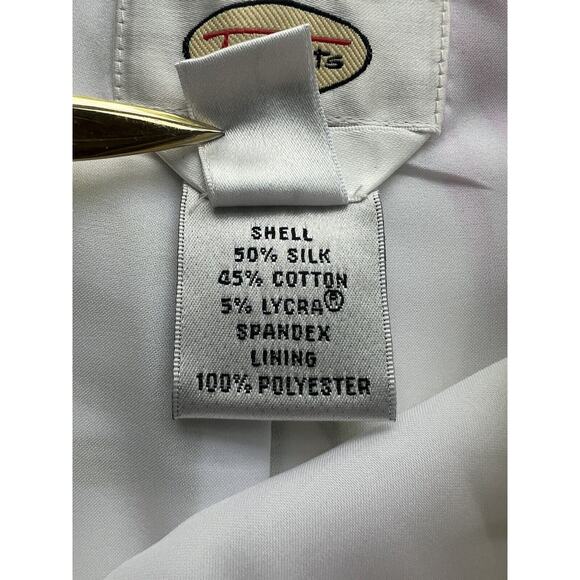 SHELL
50% SILK
45% COTTON
5% LYCRA®
SPANDEX
LINING
100% POLYESTER